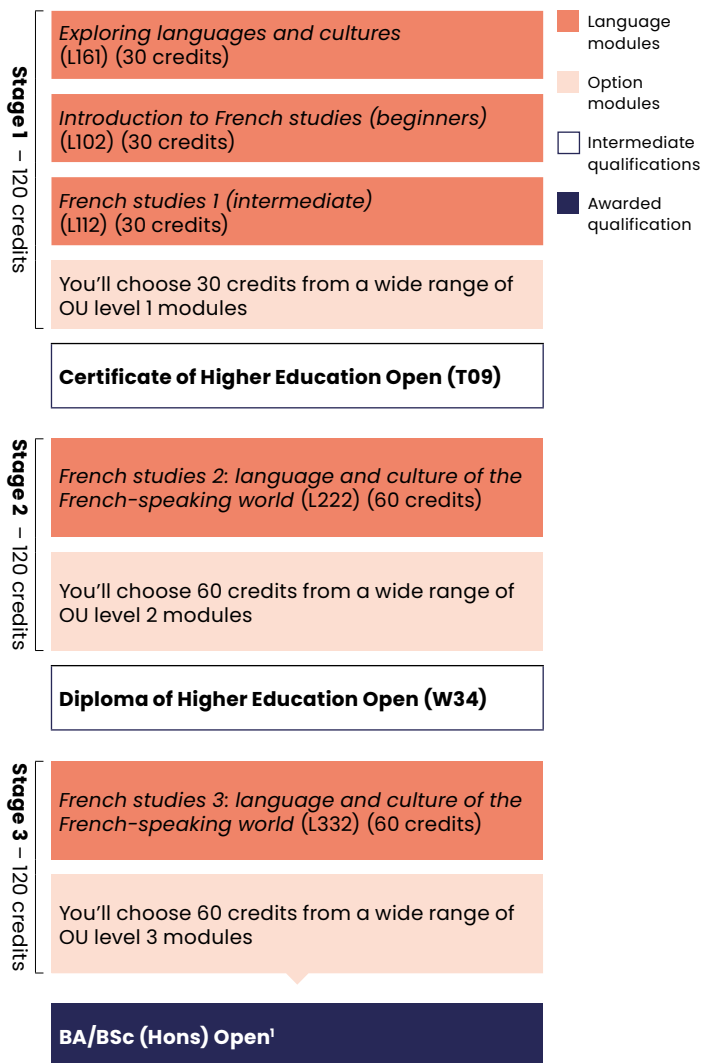 Stage 1 – 120 credits
Exploring languages and cultures
(L161) (30 credits)
Introduction to French studies (beginners)
(L102) (30 credits)
French studies 1 (intermediate)
(L112) (30 credits)
You’ll choose 30 credits from a wide range of
OU level 1 modules
Certificate of Higher Education Open (T09)
Stage 2 – 120 credits
French studies 2: language and culture of the
French-speaking world (L222) (60 credits)
You’ll choose 60 credits from a wide range of
OU level 2 modules
Diploma of Higher Education Open (W34)
Stage 3 – 120 credits
French studies 3: language and culture of the
French-speaking world (L332) (60 credits)
You’ll choose 60 credits from a wide range of
OU level 3 modules
BA/BSc (Hons) Open¹
Language
modules
Option
modules
Intermediate
qualifications
Awarded
qualification